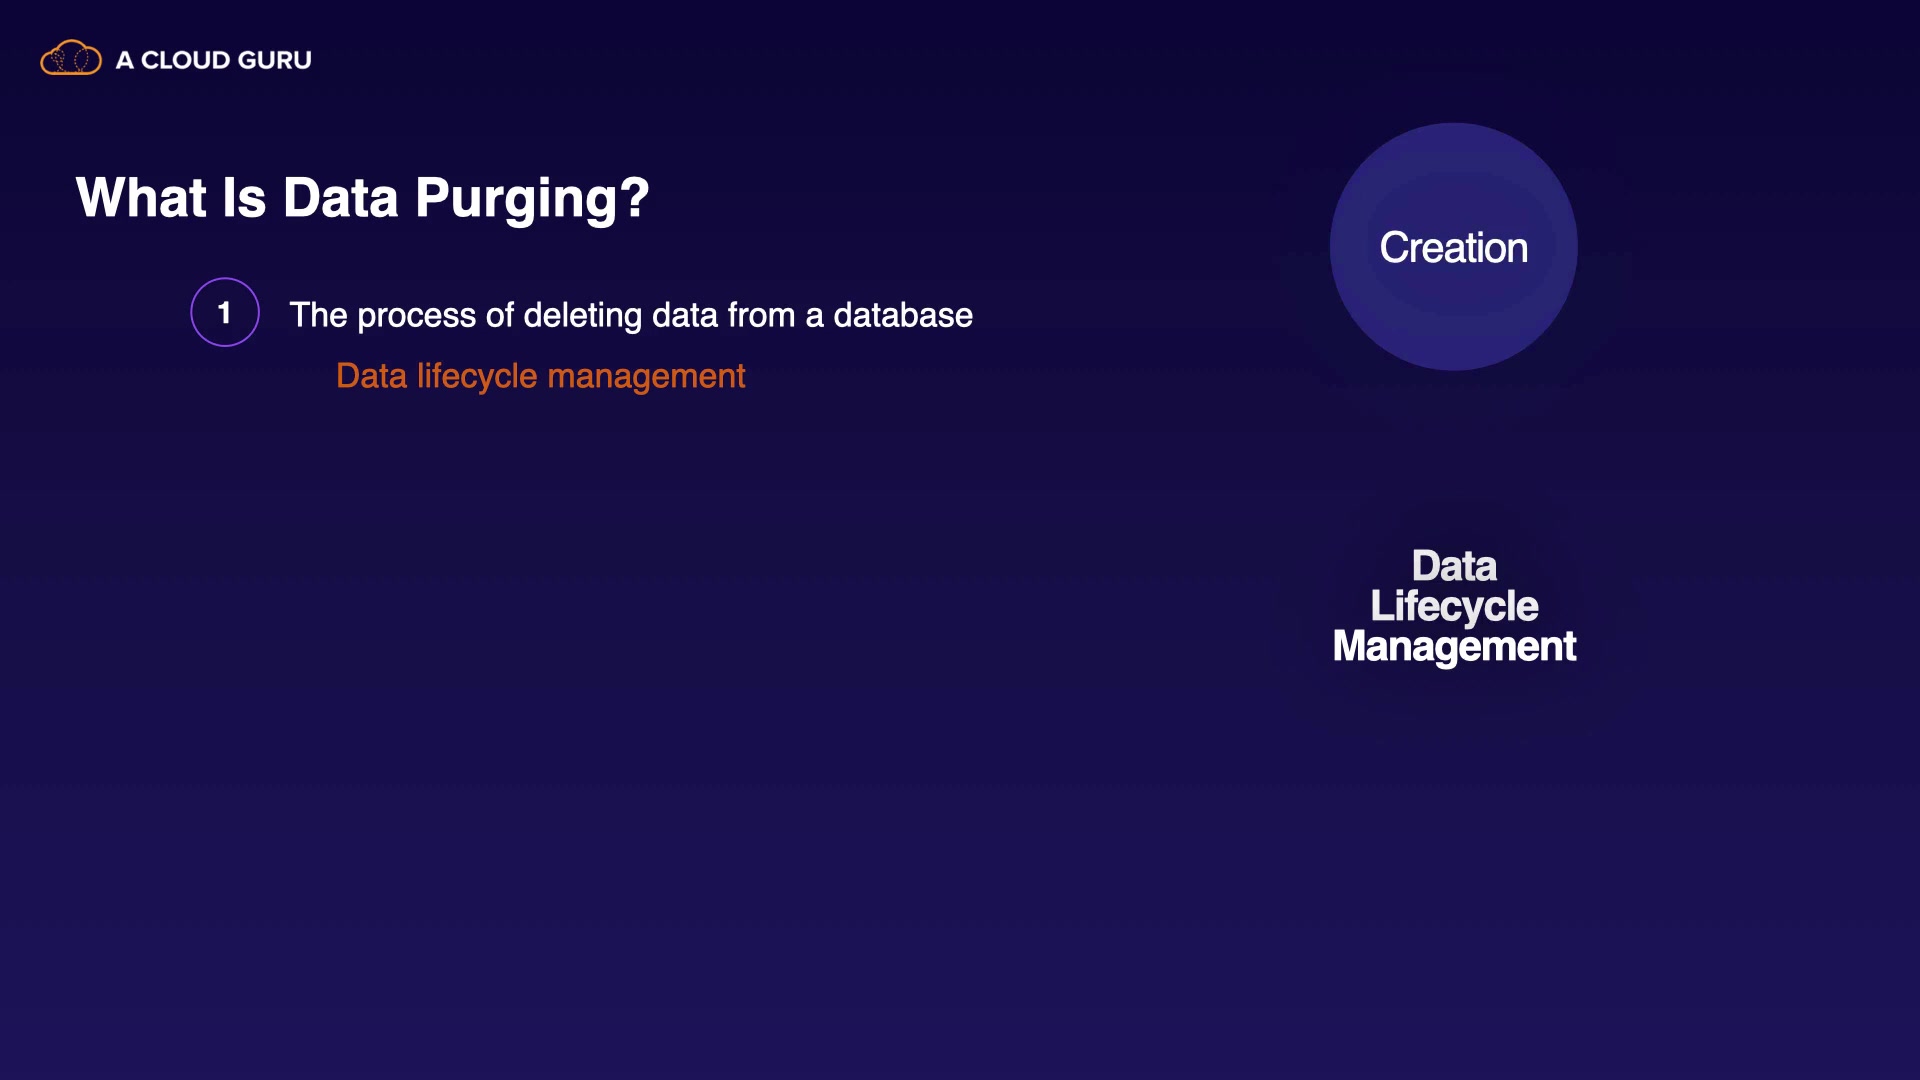 A CLOUD GURU
What Is Data Purging?
1
The process of deleting data from a database
Data lifecycle management
Creation
Data
Lifecycle
Management